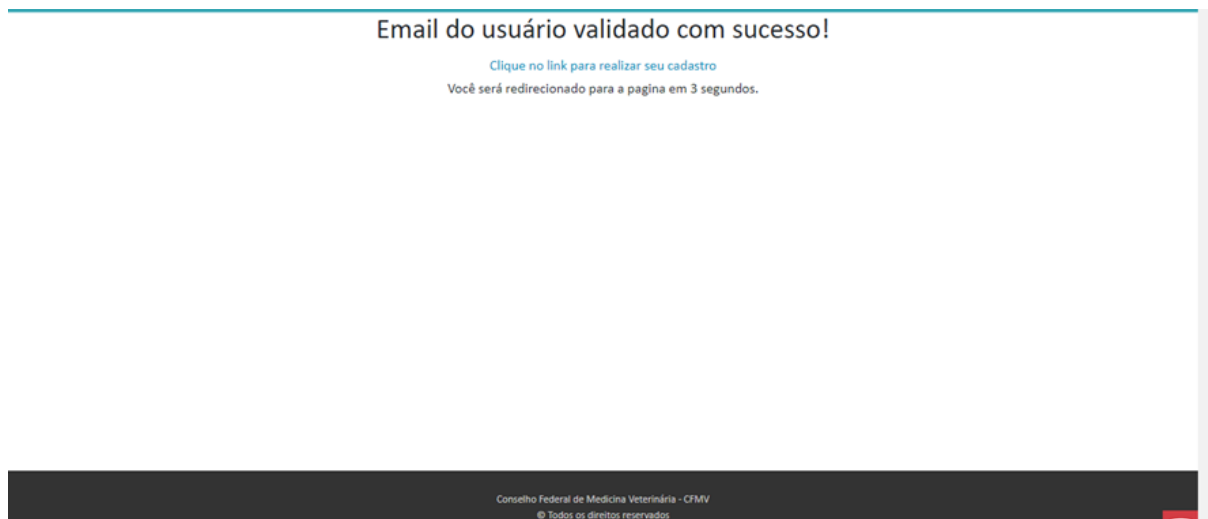 Email do usuário validado com sucesso!
Clique no link para realizar seu cadastro
Você será redirecionado para a pagina em 3 segundos.
Conselho Federal de Medicina Veterinária - CFMV
© Todos os direitos reservados